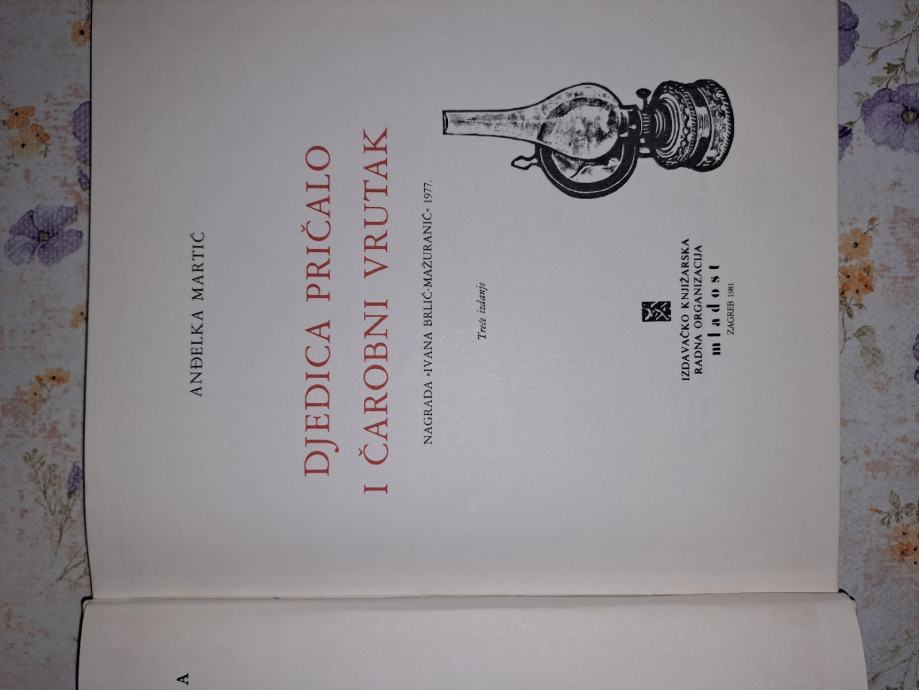 ANĐELKA MARTIĆ
DJEDICA PRIČALO
I ČAROBNI VRUTAK
NAGRADA »IVANA BRLIĆ-MAŽURANIĆ« 1977.
Treće izdanje
IZDAVAČKO KNJIŽARSKA
RADNA ORGANIZACIJA
mladost
ZAGREB 1981
A